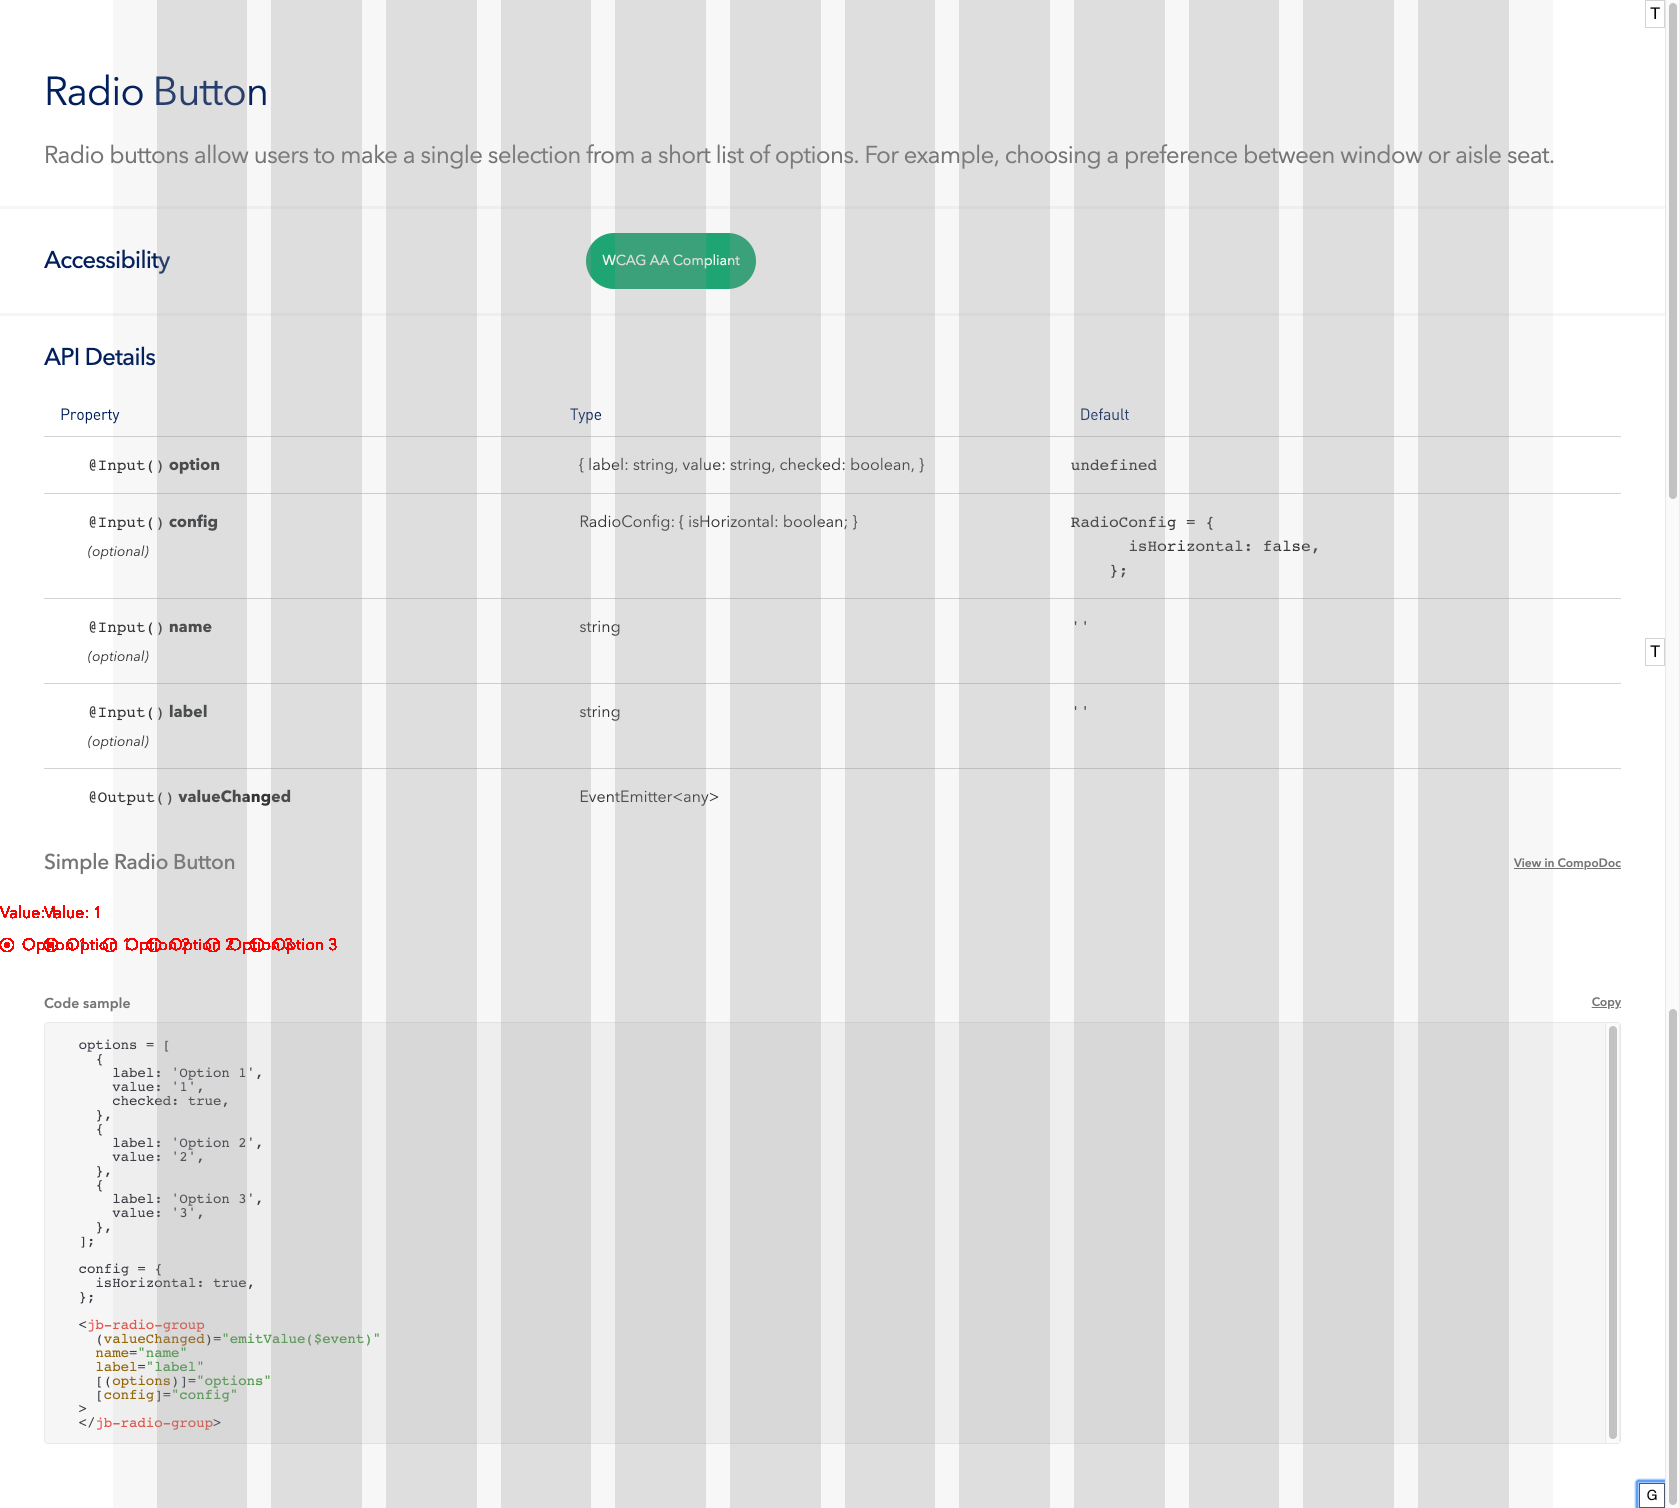 T
Radio Button
Radio buttons allow users to make a single selection from a short list of options. For example, choosing a preference between window or aisle seat.
Accessibility
WCAG AA Compliant
API Details
Property Type Default
@Input() option { label: string, value: string, checked: boolean, } undefined
@Input() config RadioConfig: { isHorizontal: boolean; } RadioConfig = {
(optional) isHorizontal: false,
};
@Input() name string ''
T
(optional)
@Input() label string ''
(optional)
@Output() valueChanged EventEmitter<any>
Simple Radio Button View in CompoDoc
Value: Value: 1
Option 1 Option 2 Option 3
Code sample Copy
options = [
{
label: 'Option 1',
value: '1',
checked: true,
},
{
label: 'Option 2',
value: '2',
},
{
label: 'Option 3',
value: '3',
},
];
config = {
isHorizontal: true,
};
<jb-radio-group
(valueChanged)="emitValue($event)"
name="name"
label="label"
[(options)]="options"
[config]="config"
>
</jb-radio-group>
G